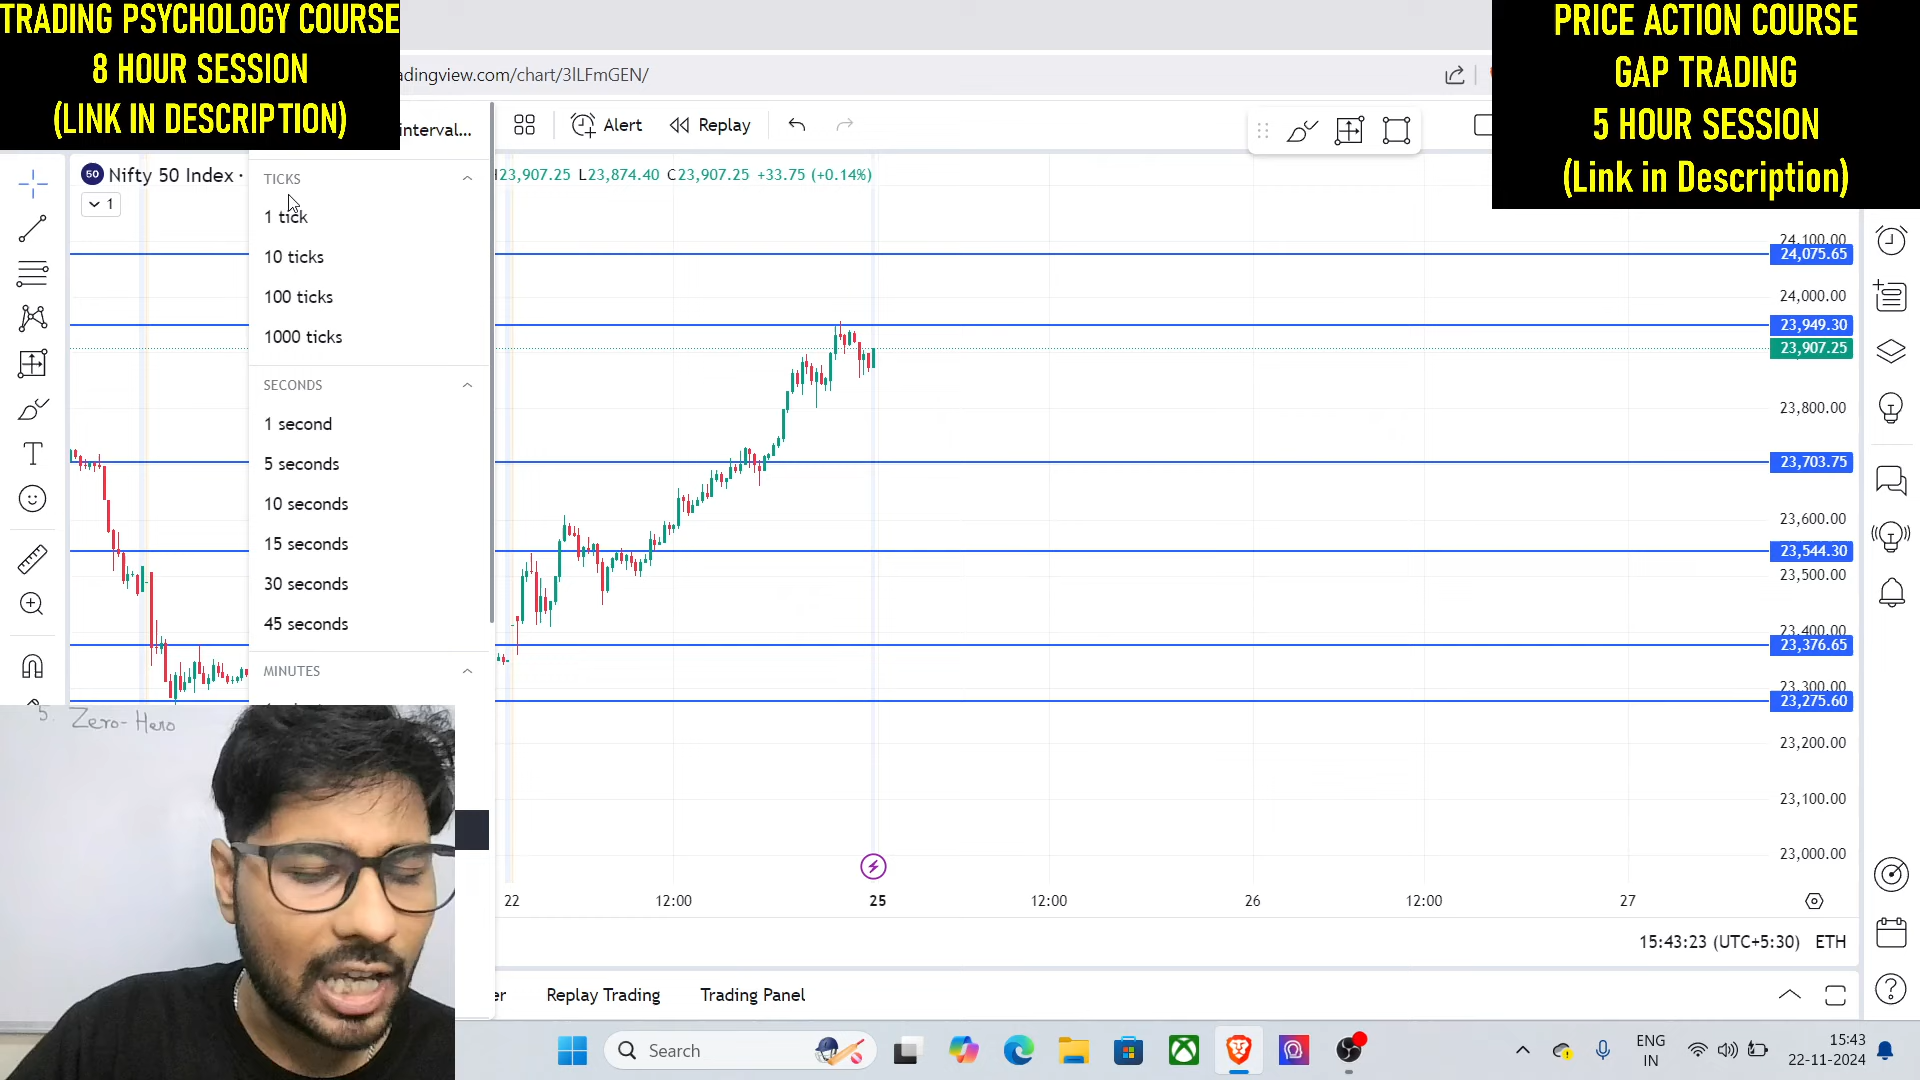 TRADING PSYCHOLOGY COURSE
8 HOUR SESSION
(LINK IN DESCRIPTION)
PRICE ACTION COURSE
GAP TRADING
5 HOUR SESSION
(Link in Description)
adingview.com/chart/3lLFmGEN/
interval...
Alert
Replay
50 Nifty 50 Index ·
H23,907.25 L23,874.40 C23,907.25 +33.75 (+0.14%)
1
TICKS
1 tick
10 ticks
100 ticks
1000 ticks
SECONDS
1 second
5 seconds
10 seconds
15 seconds
30 seconds
45 seconds
MINUTES
24,100.00
24,075.65
24,000.00
23,949.30
23,907.25
23,800.00
23,703.75
23,600.00
23,544.30
23,500.00
23,400.00
23,376.65
23,300.00
23,275.60
23,200.00
23,100.00
23,000.00
5. Zero-Hero
22
12:00
25
12:00
26
12:00
27
15:43:23 (UTC+5:30) ETH
er
Replay Trading
Trading Panel
Search
ENG
IN
15:43
22-11-2024